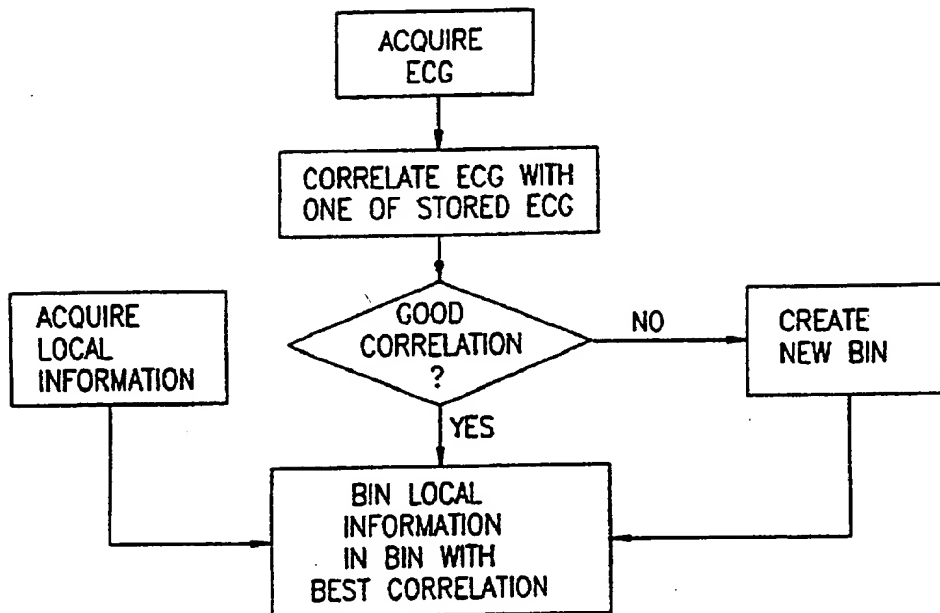 ACQUIRE
ECG
CORRELATE ECG WITH
ONE OF STORED ECG
GOOD
CORRELATION
?
NO
CREATE
NEW BIN
ACQUIRE
LOCAL
INFORMATION
YES
BIN LOCAL
INFORMATION
IN BIN WITH
BEST CORRELATION